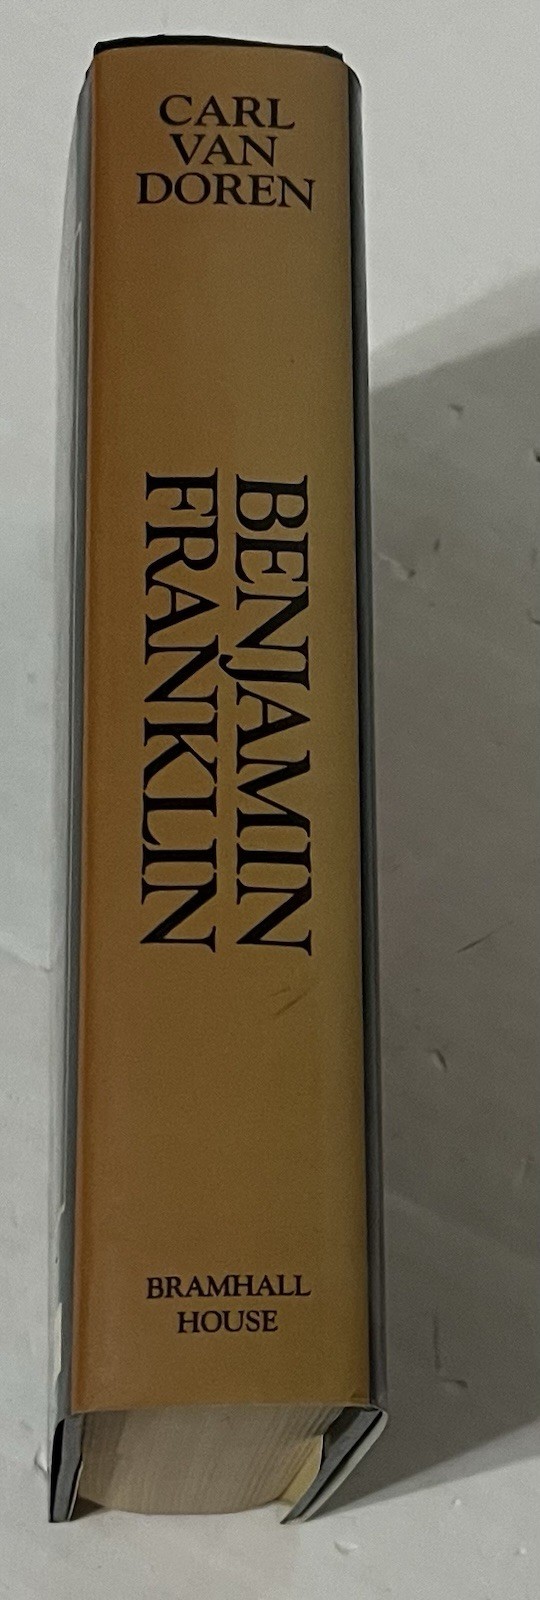 CARL
VAN
DOREN
BENJAMIN
FRANKLIN
BRAMHALL
HOUSE